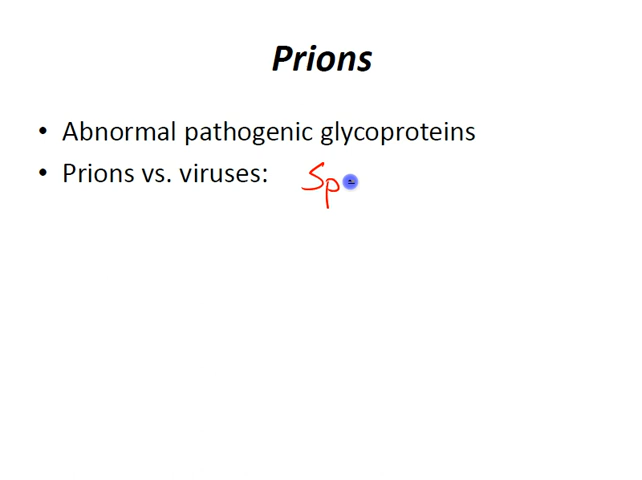 Prions
• Abnormal pathogenic glycoproteins
• Prions vs. viruses: Sp